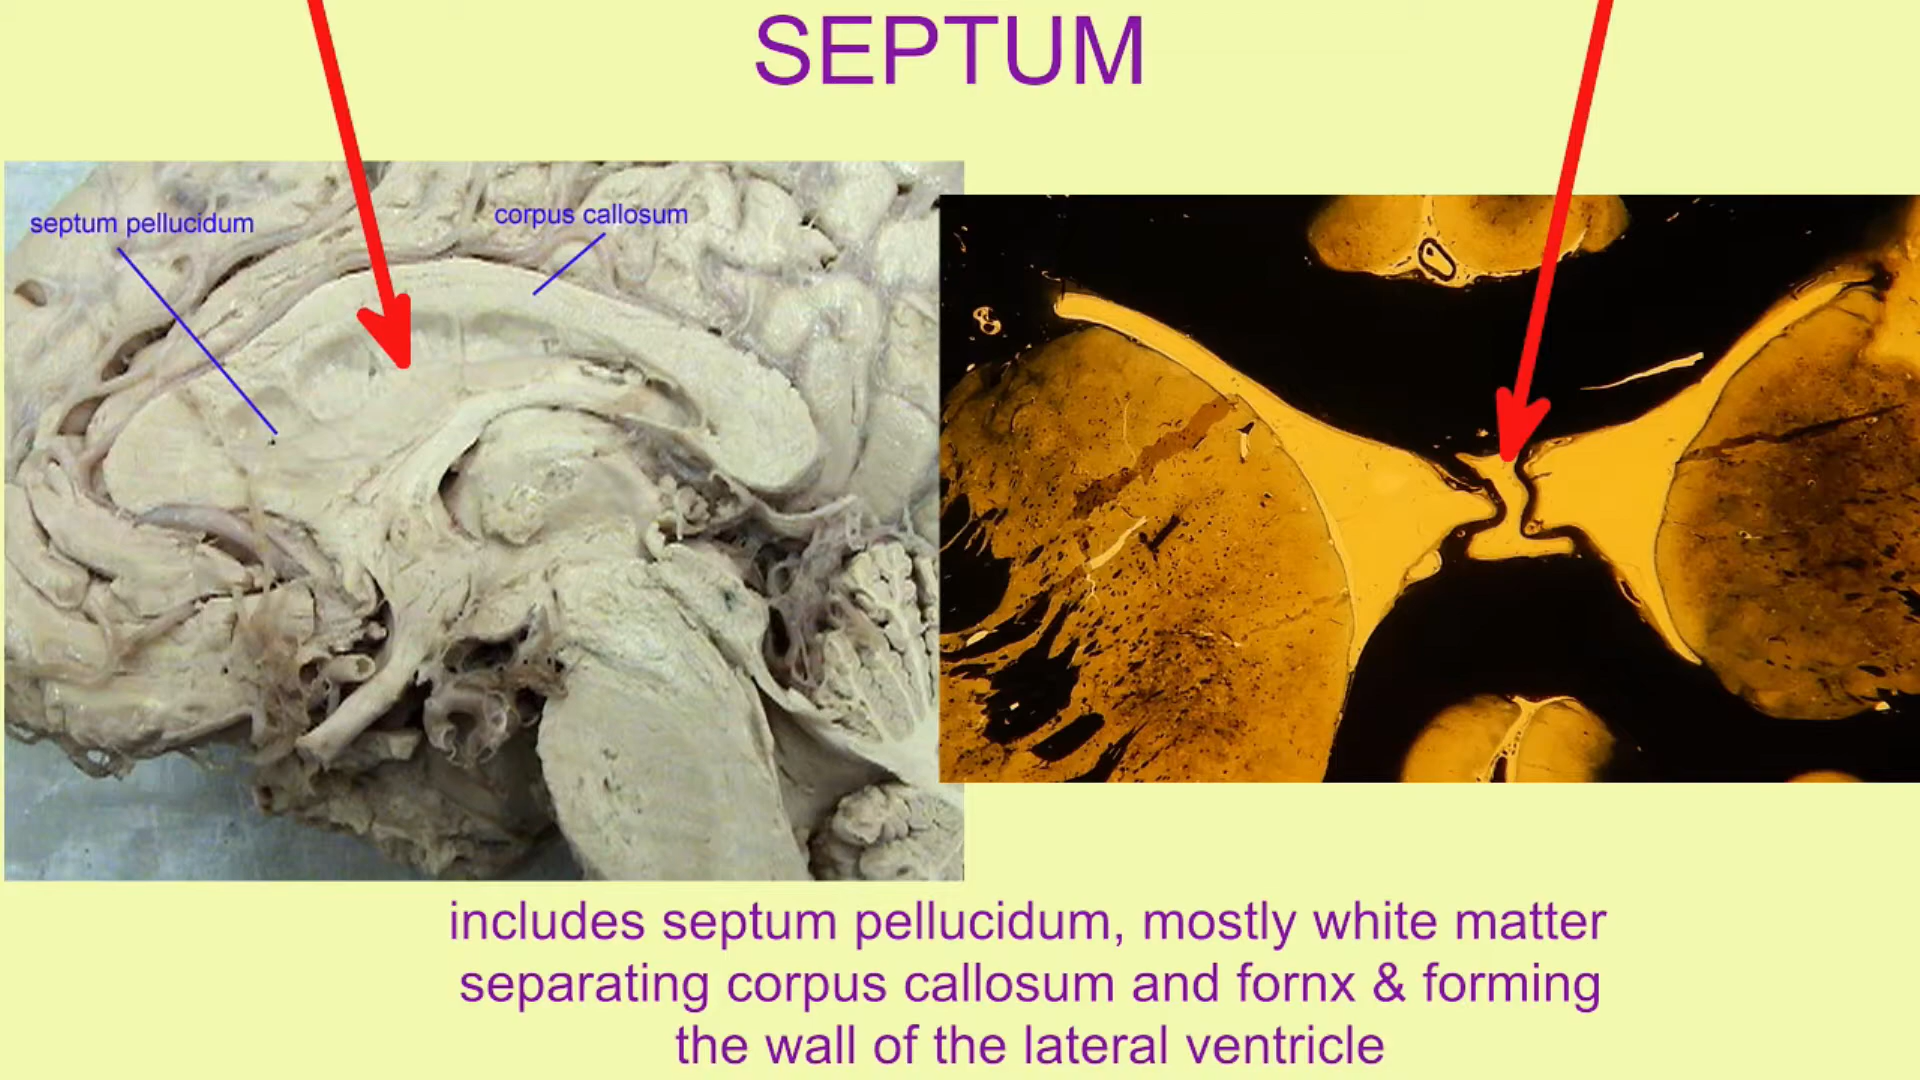 SEPTUM
septum pellucidum
corpus callosum
includes septum pellucidum, mostly white matter
separating corpus callosum and fornx & forming
the wall of the lateral ventricle